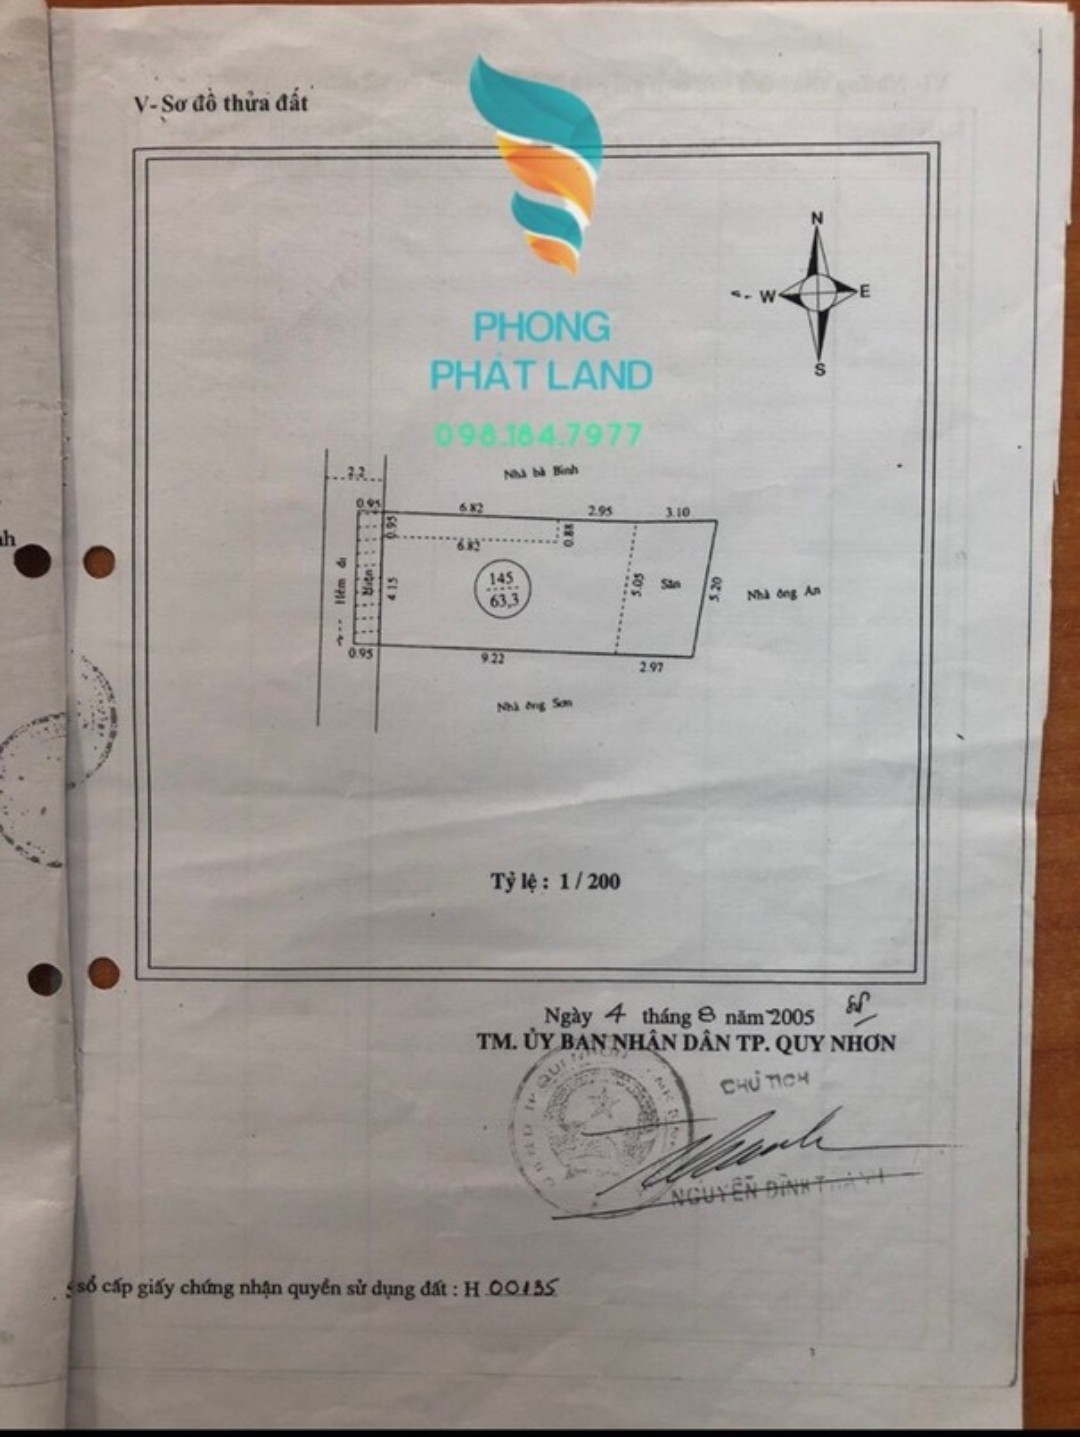 V- Sơ đồ thửa đất
N
W
E
S
PHONG
PHÁT LAND
098.184.7977
Nhà bà Bình
2.2
0.95
6.82
2.95
3.10
0.95
0.88
6.82
Hẻm đi
Hiên
4.15
145
63,3
5.05
Sân
5.20
Nhà ông An
0.95
9.22
2.97
Nhà ông Sơn
Tỷ lệ : 1 / 200
Ngày 4 tháng 8 năm 2005
TM. ỦY BAN NHÂN DÂN TP. QUY NHƠN
CHỦ TỊCH
NGUYỄN ĐÌNH
số cấp giấy chứng nhận quyền sử dụng đất : H 00135